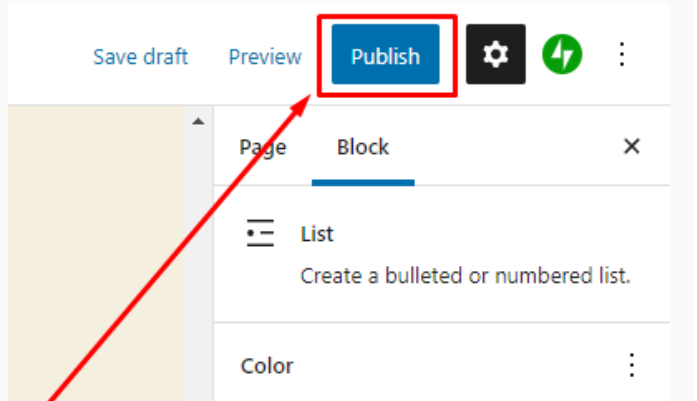 Save draft Preview Publish
Page Block
List
Create a bulleted or numbered list.
Color